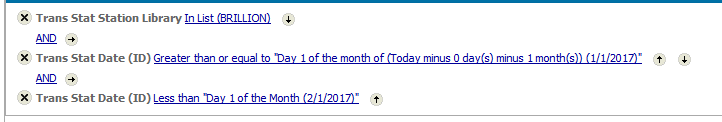 Trans Stat Station Library In List (BRILLION)
AND
Trans Stat Date (ID) Greater than or equal to "Day 1 of the month of (Today minus 0 day(s) minus 1 month(s)) (1/1/2017)"
AND
Trans Stat Date (ID) Less than "Day 1 of the Month (2/1/2017)"